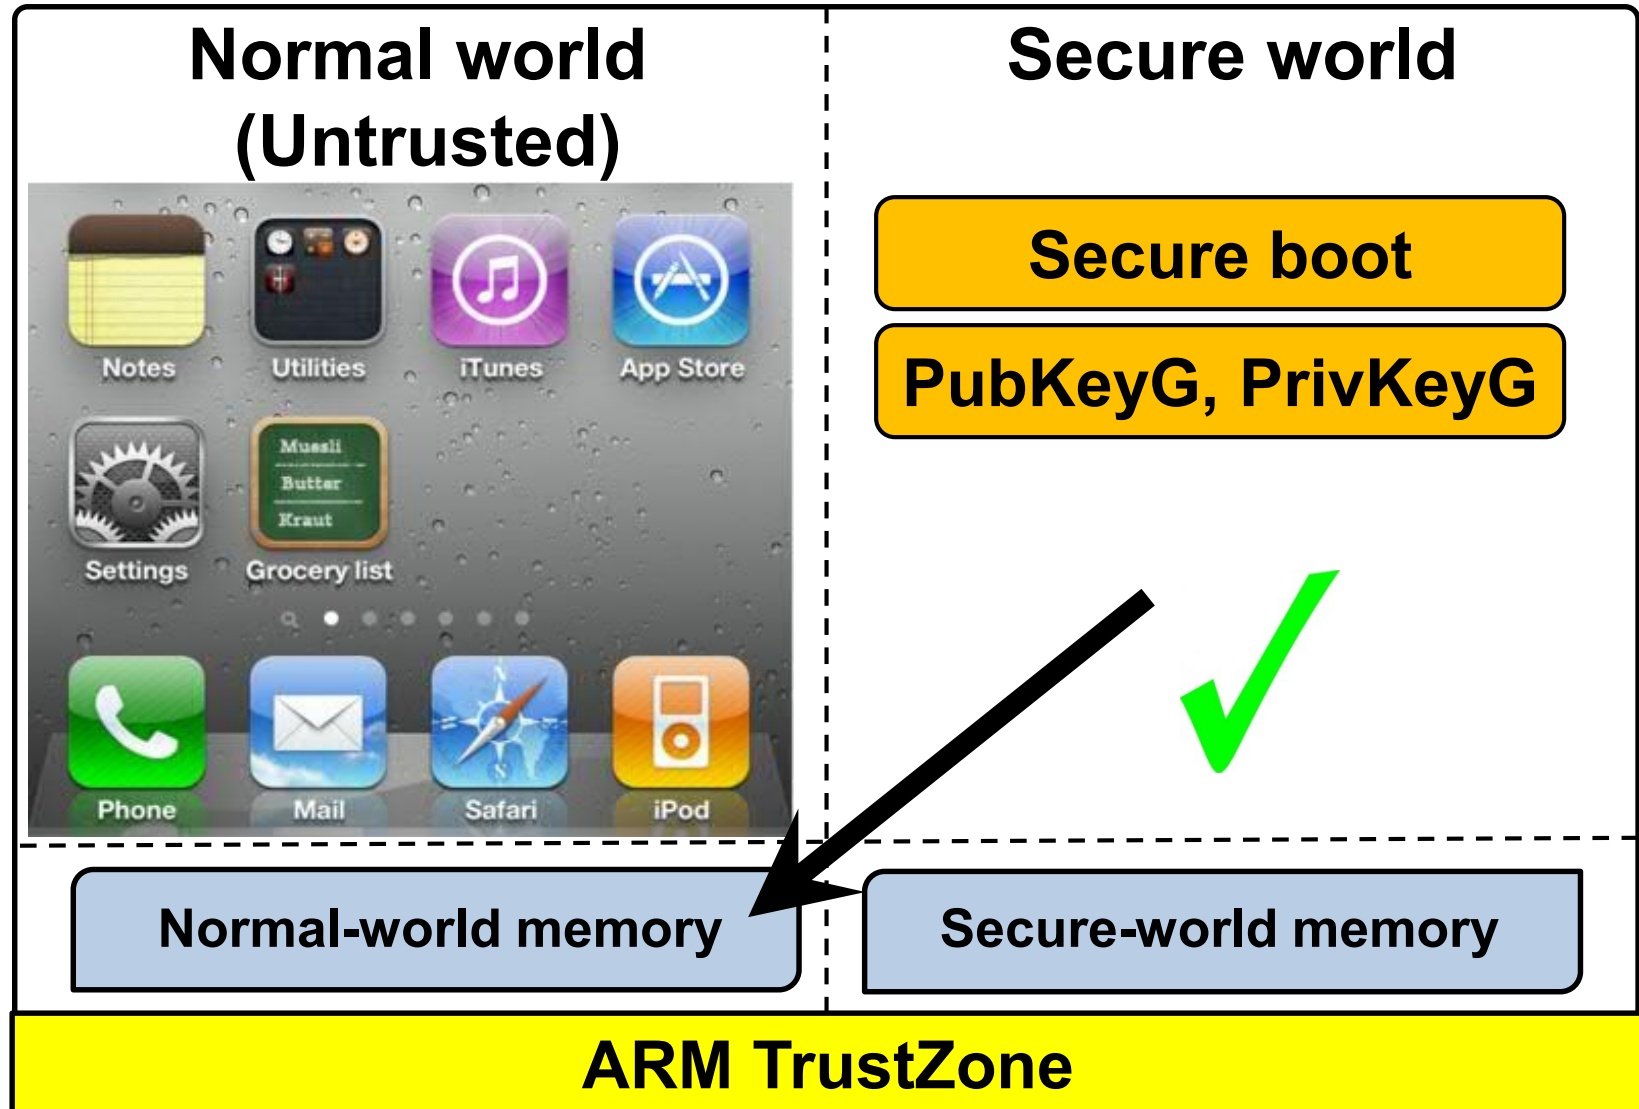 Normal world
(Untrusted)
Secure world
Notes
Utilities
iTunes
App Store
Muesli
Butter
Kraut
Settings
Grocery list
Phone
Mail
Safari
iPod
Secure boot
PubKeyG, PrivKeyG
Normal-world memory
Secure-world memory
ARM TrustZone